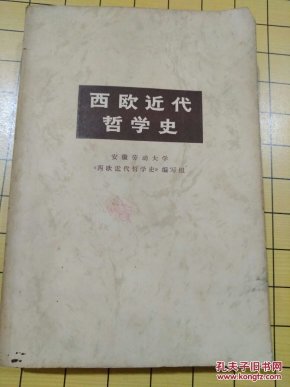 西欧近代
哲学史
安徽劳动大学
《西欧近代哲学史》编写组
孔夫子旧书网